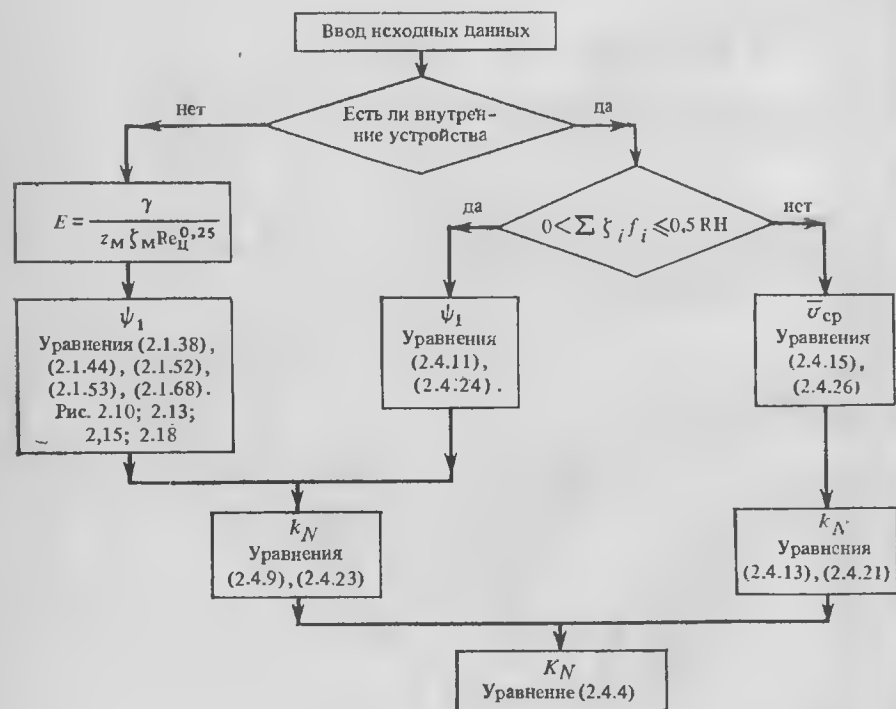 Ввод исходных данных
нет
Есть ли внутрен-
ние устройства
да
E = γ / (z_м ζ_м Re_ц^0,25)
да
0 < Σ ζ_i f_i ⩽ 0,5 RH
нет
ψ_1
Уравнения (2.1.38),
(2.1.44), (2.1.52),
(2.1.53), (2.1.68).
Рис. 2.10; 2.13;
2,15; 2.18
ψ_1
Уравнения
(2.4.11),
(2.4.24).
σ̅_ср
Уравнения
(2.4.15),
(2.4.26)
k_N
Уравнения
(2.4.9), (2.4.23)
k_N
Уравнения
(2.4.13), (2.4.21)
K_N
Уравнение (2.4.4)